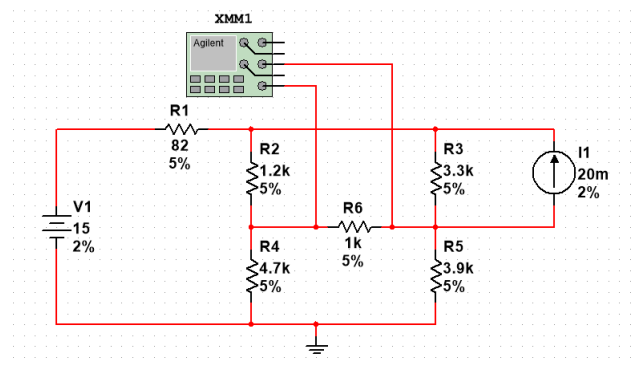 XMM1
Agilent
R1
82
5%
R2
1.2k
5%
R3
3.3k
5%
I1
20m
2%
V1
15
2%
R6
1k
5%
R4
4.7k
5%
R5
3.9k
5%